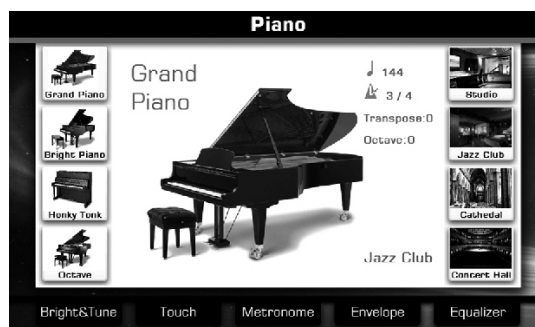 Piano
Grand Piano
Bright Piano
Honky Tonk
Octave
Grand
Piano
144
3 / 4
Transpose:0
Octave:0
Jazz Club
Studio
Jazz Club
Cathedal
Concert Hall
Bright&Tune
Touch
Metronome
Envelope
Equalizer